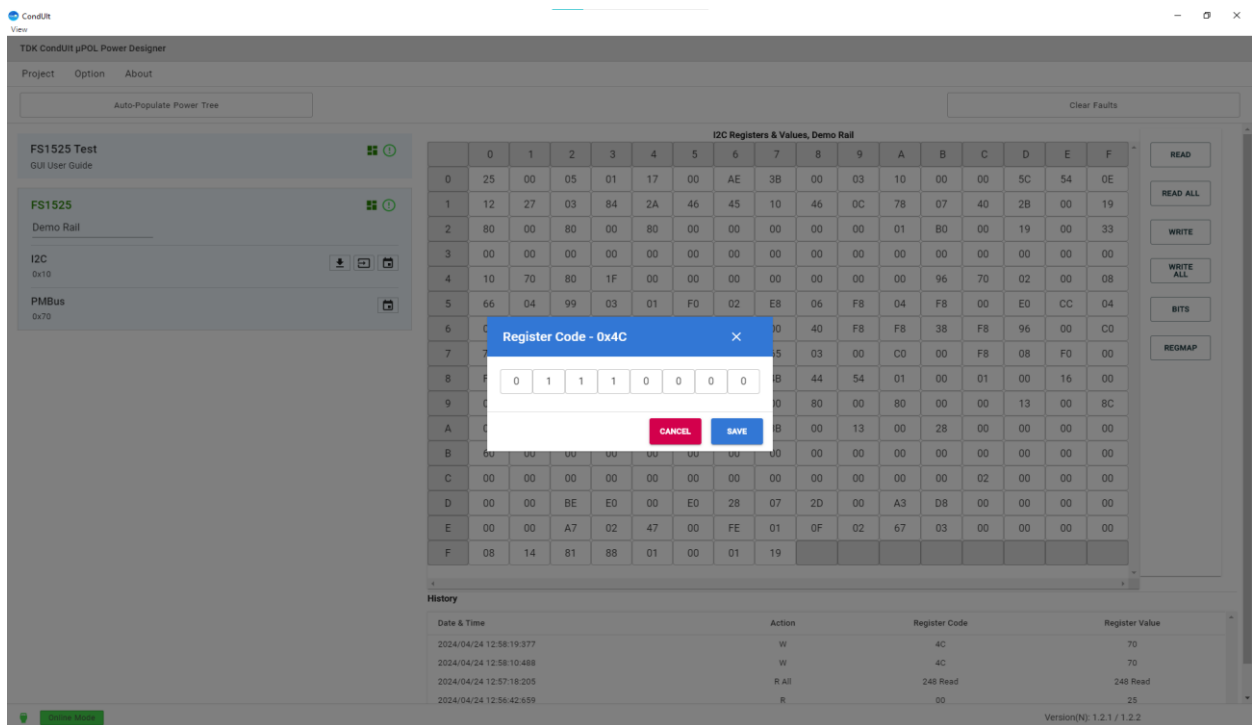 CondUIt
View
TDK CondUIt µPOL Power Designer
Project Option About
Auto-Populate Power Tree
Clear Faults
FS1525 Test
GUI User Guide
FS1525
Demo Rail
I2C
0x10
PMBus
0x70
I2C Registers & Values, Demo Rail
0 1 2 3 4 5 6 7 8 9 A B C D E F
0 25 00 05 01 17 00 AE 3B 00 03 10 00 00 5C 54 0E
1 12 27 03 84 2A 46 45 10 46 0C 78 07 40 2B 00 19
2 80 00 80 00 80 00 00 00 00 01 B0 00 19 00 33
3 00 00 00 00 00 00 00 00 00 00 00 00 00 00 00 00
4 10 70 80 1F 00 00 00 00 00 00 96 70 02 00 08
5 66 04 99 03 01 F0 02 E8 06 F8 04 F8 00 E0 CC 04
6 40 F8 F8 38 F8 96 00 C0
7 03 00 C0 00 F8 08 F0 00
8 44 54 01 00 01 00 16 00
9 80 00 80 00 00 13 00 8C
A 00 13 00 28 00 00 00 00
B 60 00 00 00 00 00 00 00 00 00 00 00 00 00 00 00
C 00 00 00 00 00 00 00 00 00 00 00 00 02 00 00 00
D 00 00 BE E0 00 E0 28 07 2D 00 A3 D8 00 00 00 00
E 00 00 A7 02 47 00 FE 01 0F 02 67 03 00 00 00 00
F 08 14 81 88 01 00 01 19
READ
READ ALL
WRITE
WRITE
ALL
BITS
REGMAP
Register Code - 0x4C
0 1 1 1 0 0 0 0
CANCEL SAVE
History
Date & Time Action Register Code Register Value
2024/04/24 12:58:19:377 W 4C 70
2024/04/24 12:58:10:488 W 4C 70
2024/04/24 12:57:18:205 R All 248 Read 248 Read
2024/04/24 12:56:42:659 R 00 25
Online Mode
Version(N): 1.2.1 / 1.2.2